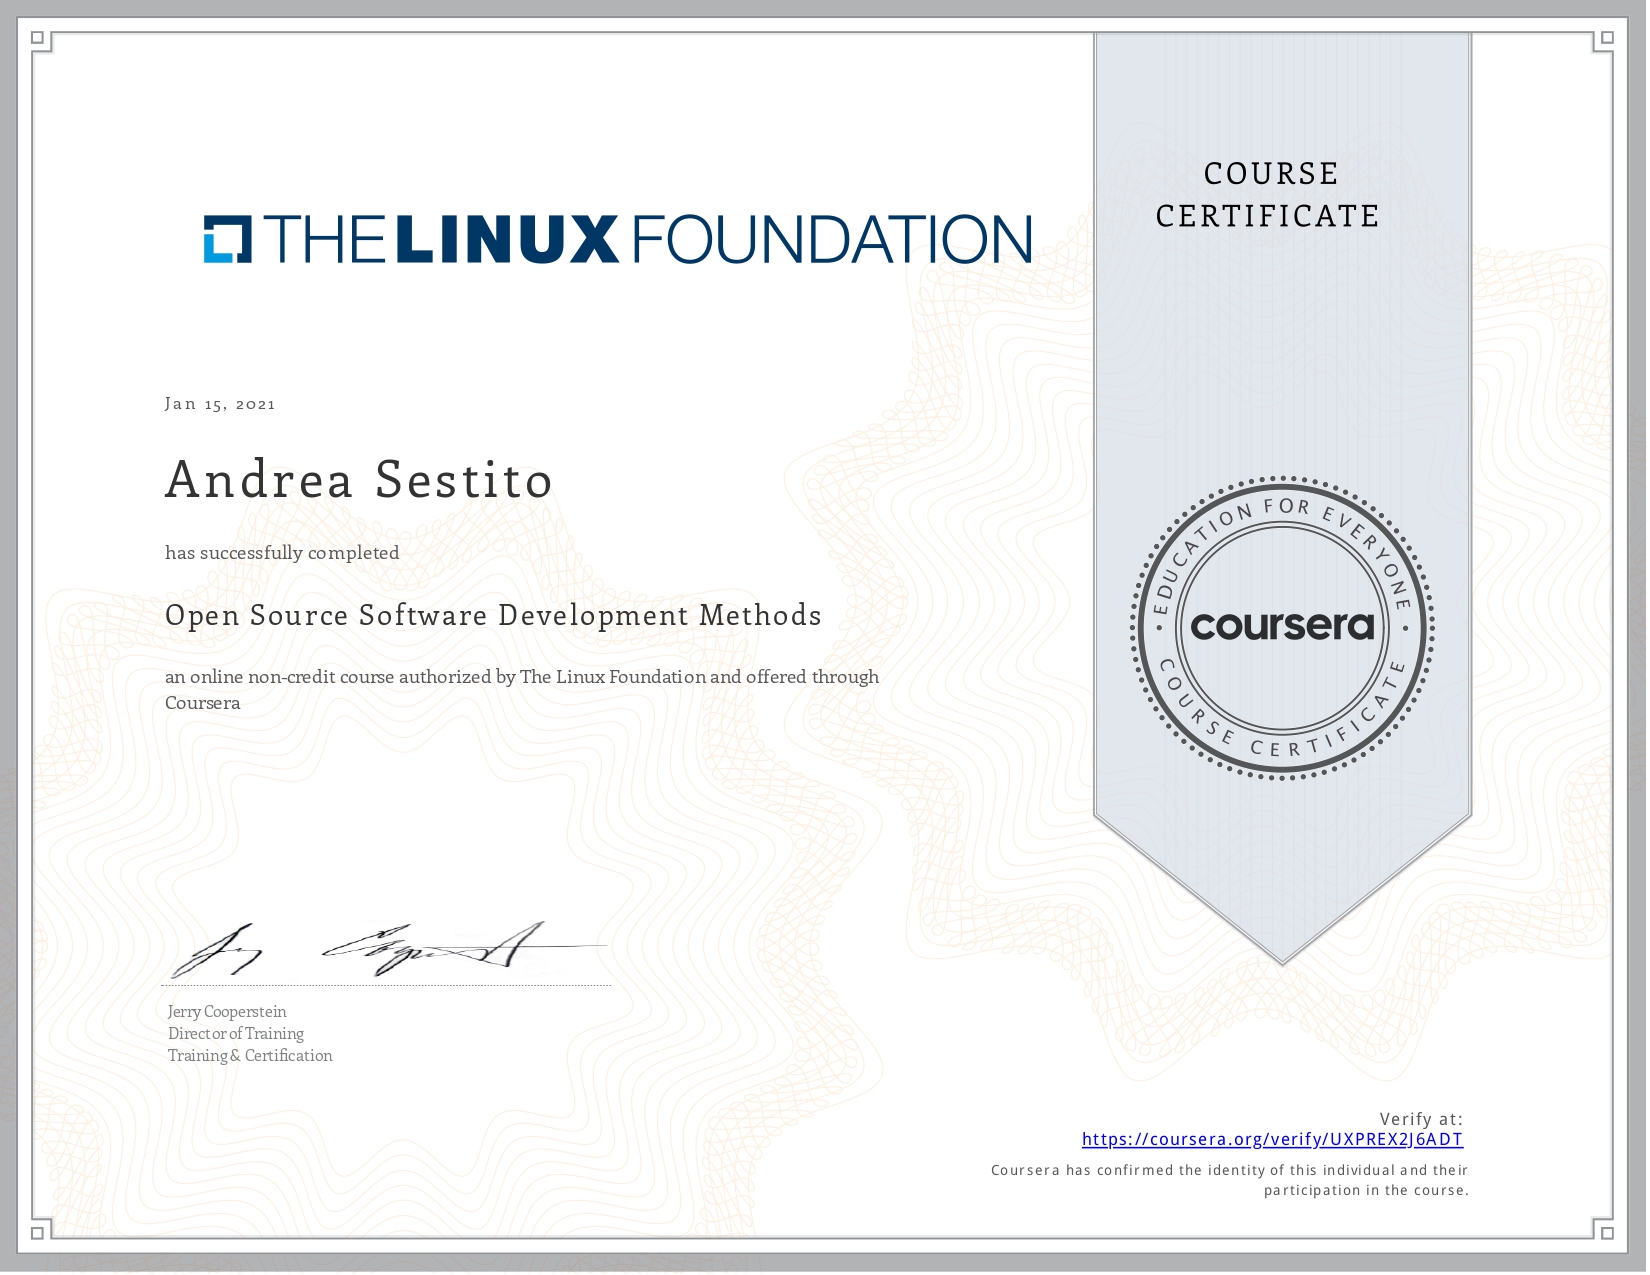 THE LINUX FOUNDATION
COURSE
CERTIFICATE
Jan 15, 2021
Andrea Sestito
has successfully completed
Open Source Software Development Methods
an online non-credit course authorized by The Linux Foundation and offered through
Coursera
EDUCATION FOR EVERYONE
coursera
COURSE CERTIFICATE
Jerry Cooperstein
Director of Training
Training & Certification
Verify at:
https://coursera.org/verify/UXPREX2J6ADT
Coursera has confirmed the identity of this individual and their
participation in the course.